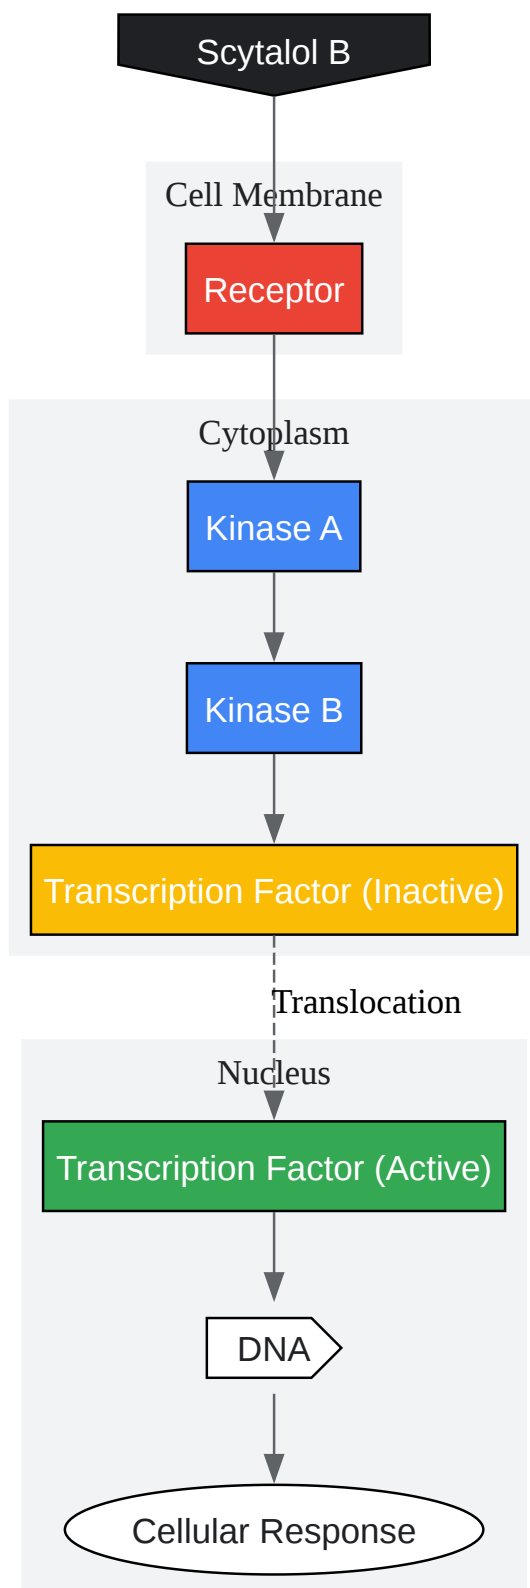 Scytalol B
Cell Membrane
Receptor
Cytoplasm
Kinase A
Kinase B
Transcription Factor (Inactive)
Translocation
Nucleus
Transcription Factor (Active)
DNA
Cellular Response